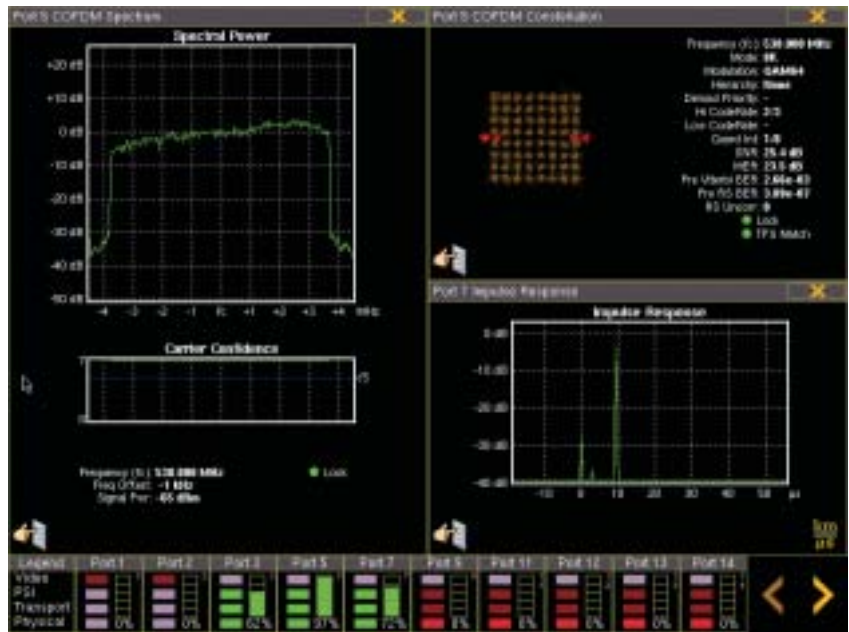 Port 5 COFDM Spectrum
Spectral Power
+20 dB
+10 dB
0 dB
-10 dB
-20 dB
-30 dB
-40 dB
-50 dB
-4 -3 -2 -1 fc +1 +2 +3 +4 MHz
Carrier Confidence
Frequency (fc): 530.000 MHz
Freq Offset: -1 kHz
Signal Pwr: -65 dBm
Lock
Port 5 COFDM Constellation
Frequency (fc): 530.000 MHz
Mode: 8K
Modulation: QAM64
Hierarchy: None
Demod Priority: -
Hi CodeRate: 2/3
Low CodeRate: -
Guard Int: 1/8
SNR: 25.4 dB
MER: 23.5 dB
Pre Viterbi BER:
Pre RS BER:
RS Uncorr: 0
Lock
TPS Match
Port 7 Impulse Response
Impulse Response
0 dB
-10 dB
-20 dB
-30 dB
-40 dB
-10 0 10 20 30 40 50 µs
km
µs
Legend Port 1 Port 2 Port 3 Port 5 Port 7 Port 9 Port 11 Port 12 Port 13 Port 14
Video
PSI
Transport
Physical 0% 0% 62% 97% 72% 0% 0% 0% 0% 0%